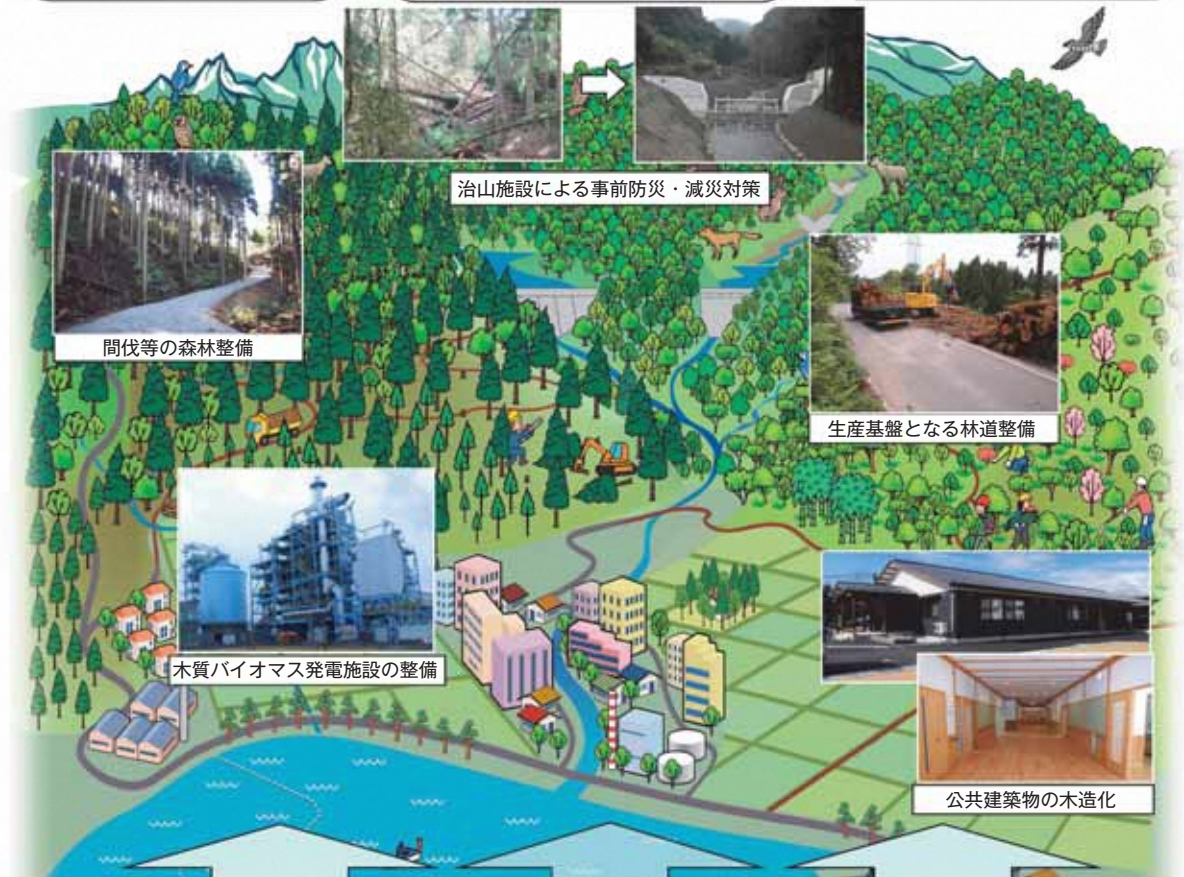 治山施設による事前防災・減災対策
間伐等の森林整備
生産基盤となる林道整備
木質バイオマス発電施設の整備
公共建築物の木造化